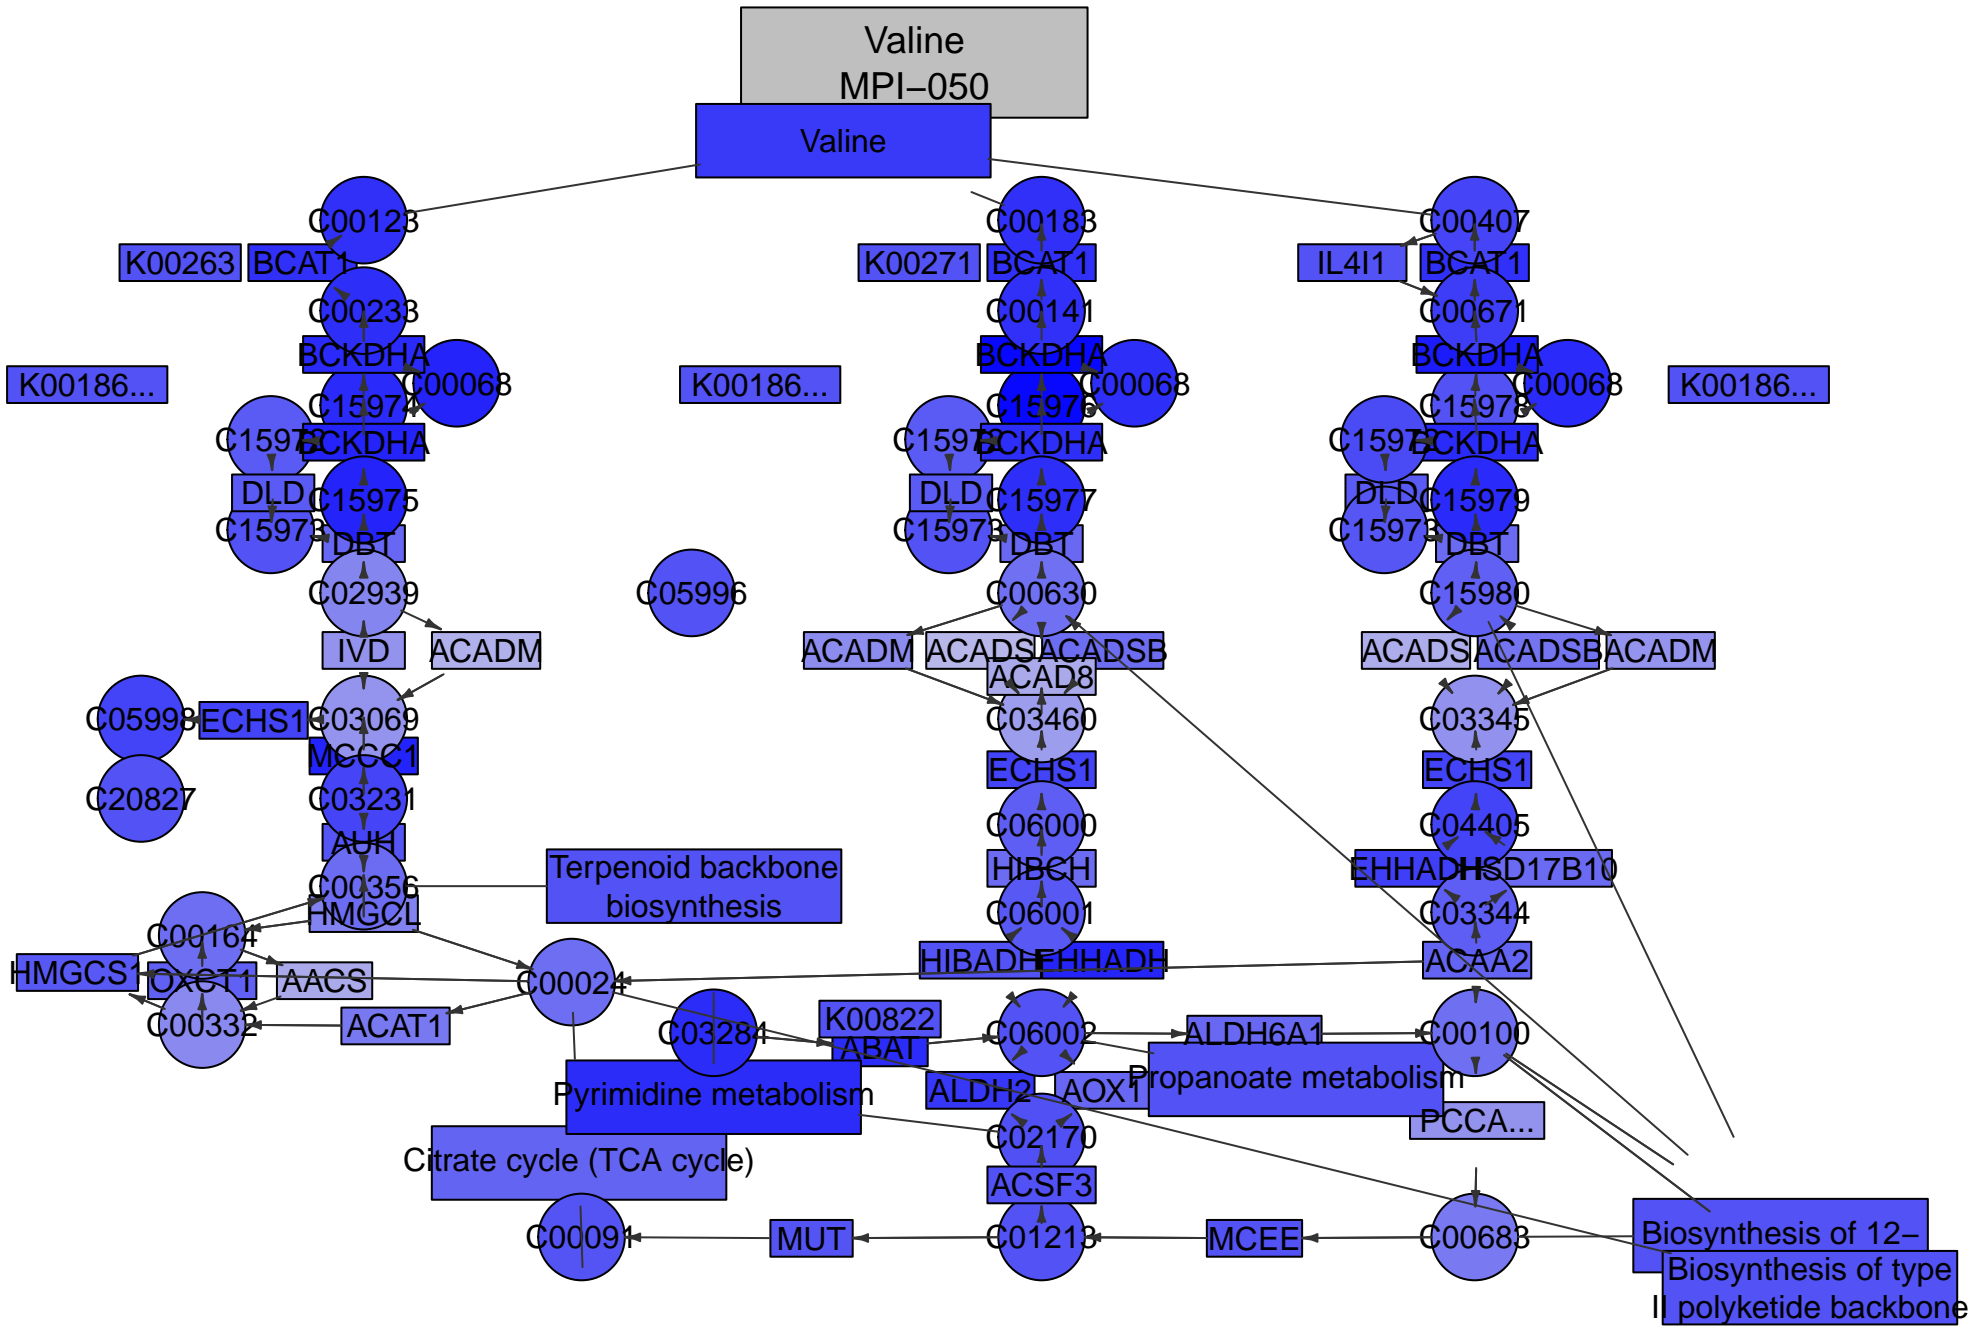 Valine
MPI−050
Valine
C00123
C00183
C00407
K00263
BCAT1
K00271
BCAT1
IL4I1
BCAT1
C00233
C00141
C00671
BCKDHA
BCKDHA
BCKDHA
K00186...
C00068
K00186...
C00068
C00068
K00186...
C15974
C15976
C15978
C15972
BCKDHA
C15972
BCKDHA
C15972
BCKDHA
DLD
C15975
DLD
C15977
DLD
C15979
C15973
DBT
C15973
DBT
C15973
DBT
C02939
C05996
C00630
C15980
IVD
ACADM
ACADM
ACADS
ACADSB
ACADS
ACADSB
ACADM
ACAD8
C05998
ECHS1
C03069
C03460
C03345
MCCC1
ECHS1
ECHS1
C20827
C03231
C06000
C04405
AUH
Terpenoid backbone
biosynthesis
HIBCH
EHHADH
HSD17B10
C00356
HMGCL
C06001
C03344
C00164
HMGCS1
OXCT1
AACS
C00024
HIBADH
EHHADH
ACAA2
C00332
ACAT1
C03284
K00822
ABAT
C06002
ALDH6A1
C00100
Pyrimidine metabolism
ALDH2
AOX1
Propanoate metabolism
PCCA...
C02170
Citrate cycle (TCA cycle)
ACSF3
C00091
MUT
C01213
MCEE
C00683
Biosynthesis of 12−
Biosynthesis of type
II polyketide backbone